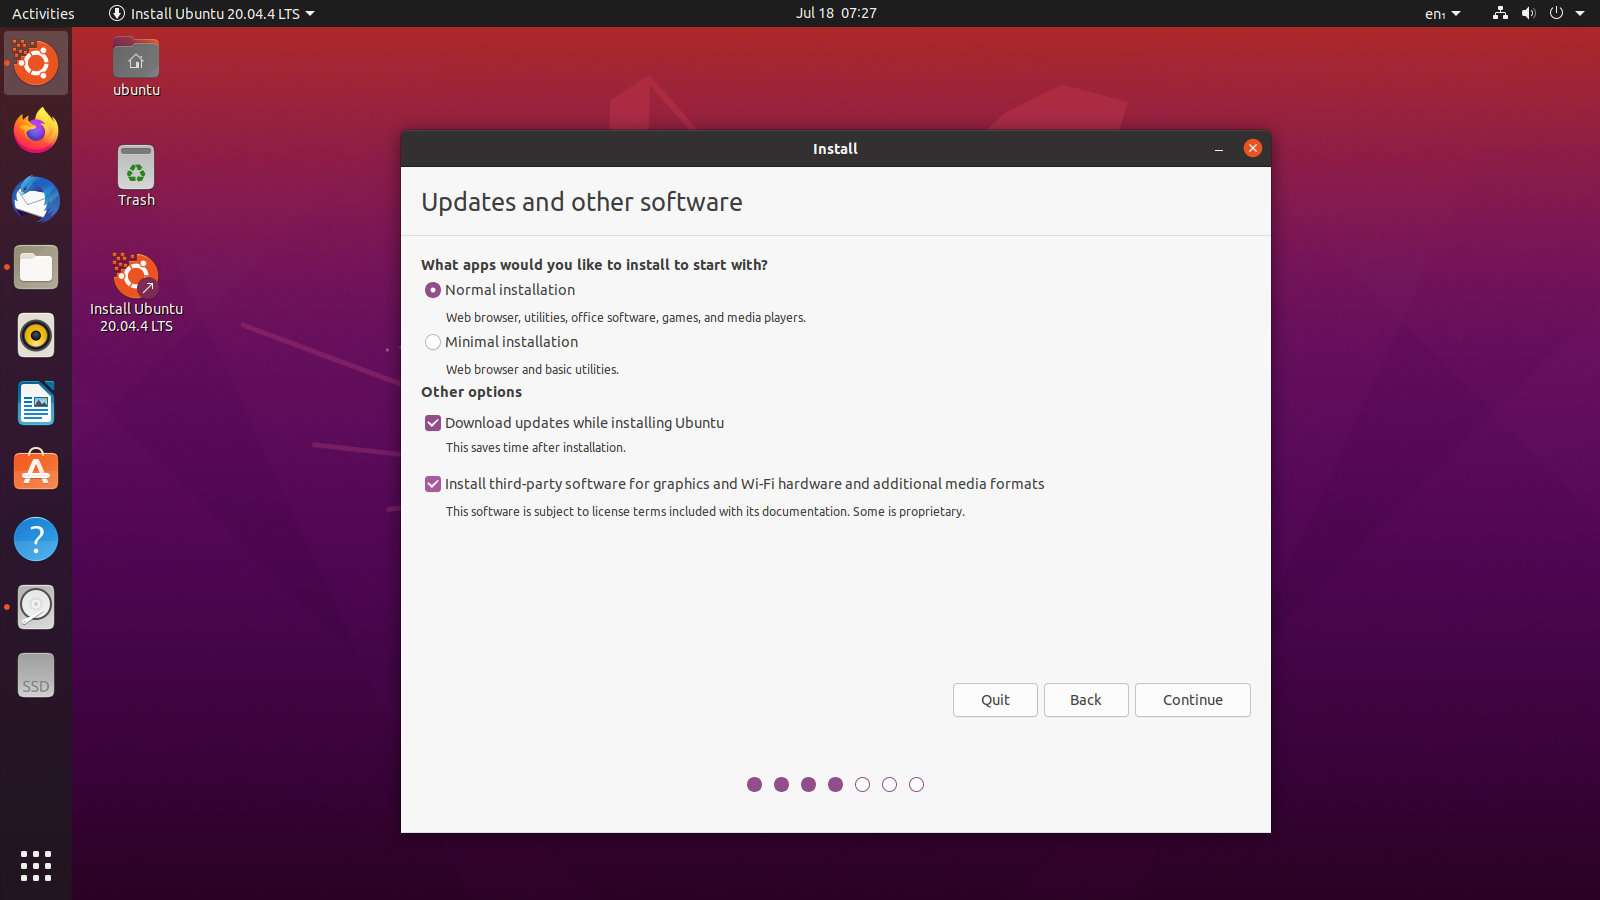 Activities
Install Ubuntu 20.04.4 LTS
Jul 18 07:27
en₁
ubuntu
Trash
Install Ubuntu
20.04.4 LTS
SSD
Install
Updates and other software
What apps would you like to install to start with?
Normal installation
Web browser, utilities, office software, games, and media players.
Minimal installation
Web browser and basic utilities.
Other options
Download updates while installing Ubuntu
This saves time after installation.
Install third-party software for graphics and Wi-Fi hardware and additional media formats
This software is subject to license terms included with its documentation. Some is proprietary.
Quit
Back
Continue